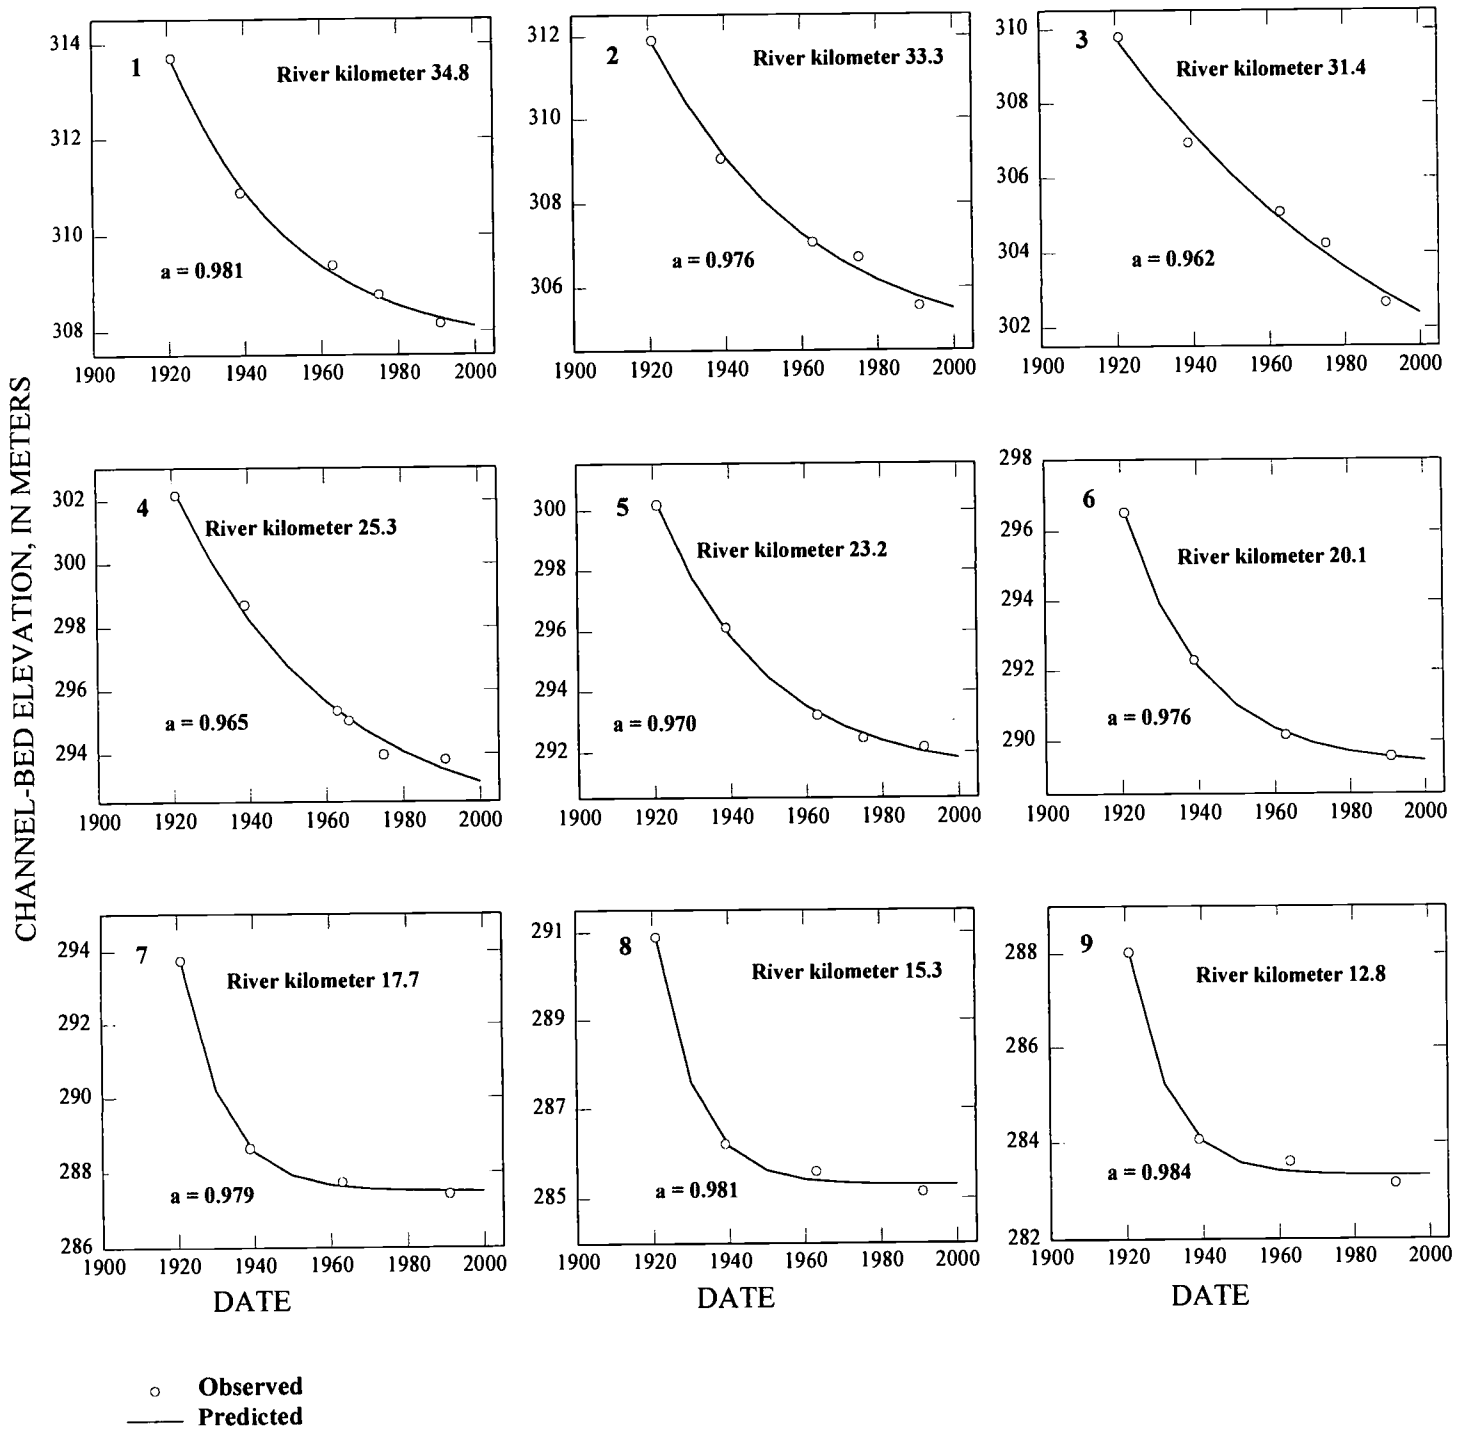 CHANNEL-BED ELEVATION, IN METERS
314
312
310
308
1
River kilometer 34.8
a = 0.981
1900 1920 1940 1960 1980 2000
312
310
308
306
2
River kilometer 33.3
a = 0.976
1900 1920 1940 1960 1980 2000
310
308
306
304
302
3
River kilometer 31.4
a = 0.962
1900 1920 1940 1960 1980 2000
302
300
298
296
294
4
River kilometer 25.3
a = 0.965
1900 1920 1940 1960 1980 2000
300
298
296
294
292
5
River kilometer 23.2
a = 0.970
1900 1920 1940 1960 1980 2000
298
296
294
292
290
6
River kilometer 20.1
a = 0.976
1900 1920 1940 1960 1980 2000
294
292
290
288
286
7
River kilometer 17.7
a = 0.979
1900 1920 1940 1960 1980 2000
DATE
291
289
287
285
8
River kilometer 15.3
a = 0.981
1900 1920 1940 1960 1980 2000
DATE
288
286
284
282
9
River kilometer 12.8
a = 0.984
1900 1920 1940 1960 1980 2000
DATE
Observed
Predicted